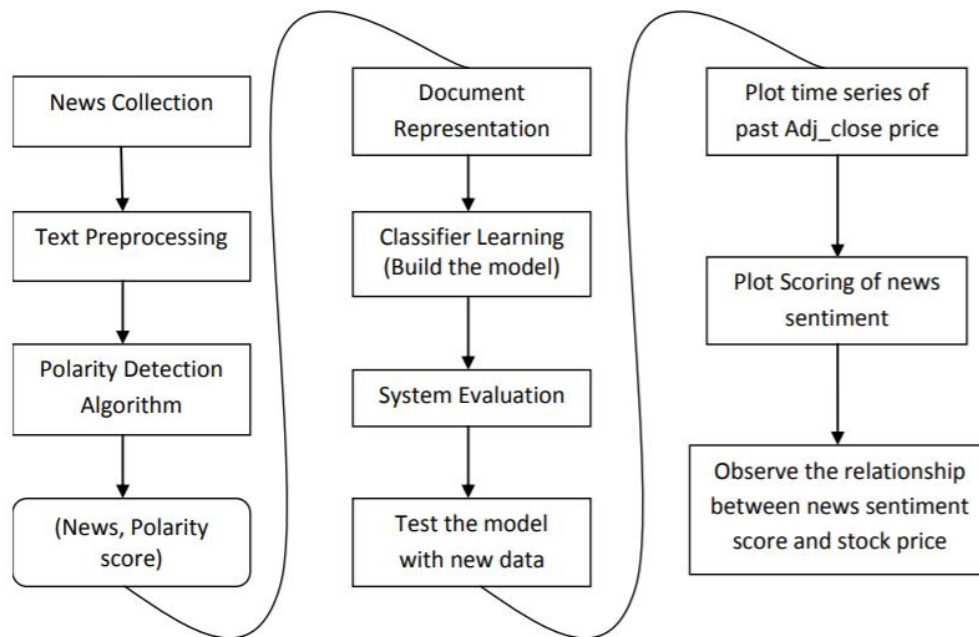 News Collection
Text Preprocessing
Polarity Detection
Algorithm
(News, Polarity
score)
Document
Representation
Classifier Learning
(Build the model)
System Evaluation
Test the model
with new data
Plot time series of
past Adj_close price
Plot Scoring of news
sentiment
Observe the relationship
between news sentiment
score and stock price